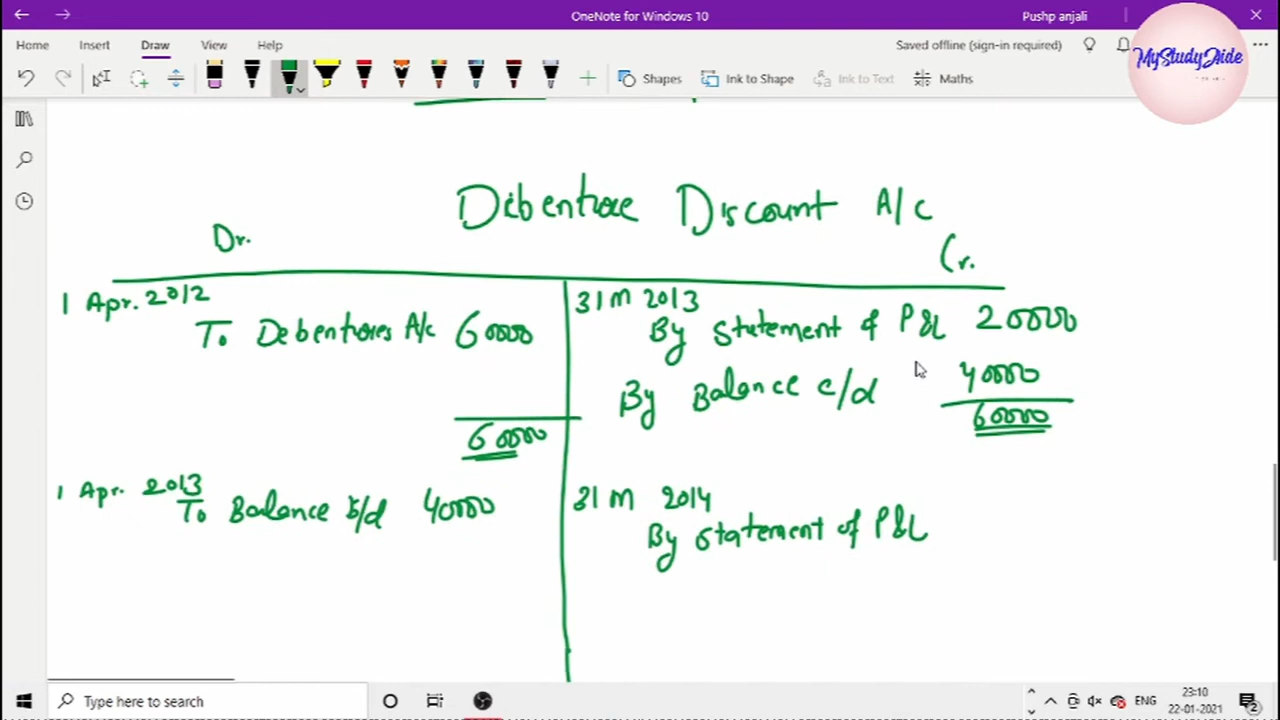 OneNote for Windows 10
Pushp anjali
Home Insert Draw View Help
Saved offline (sign-in required)
MyStudyAide
Shapes Ink to Shape Ink to Text Maths
Debenture Discount A/c
Dr.
Cr.
1 Apr. 2012
To Debentures A/c 60000
60000
31 M 2013
By Statement of P&L 20000
By Balance c/d 40000
60000
1 Apr. 2013
To Balance b/d 40000
31 M 2014
By Statement of P&L
Type here to search
ENG
23:10
22-01-2021
2